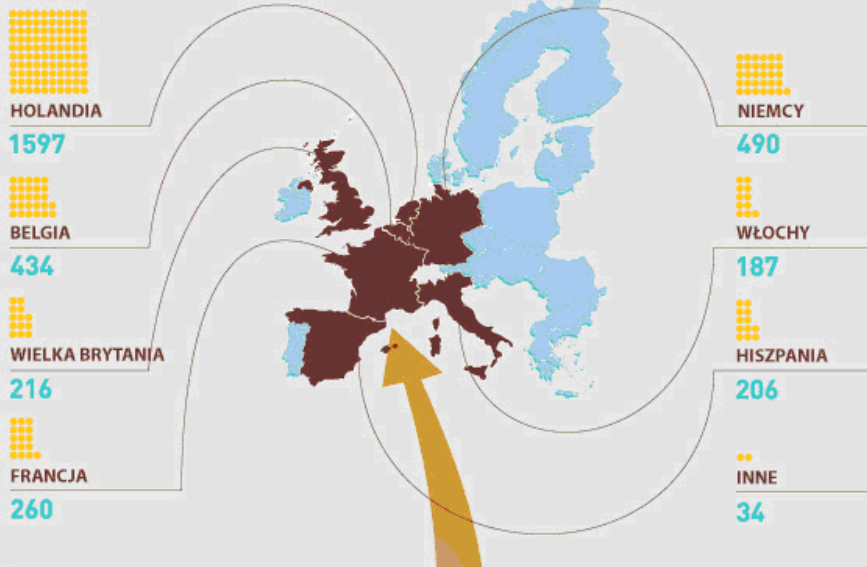 HOLANDIA
1597
BELGIA
434
WIELKA BRYTANIA
216
FRANCJA
260
NIEMCY
490
WŁOCHY
187
HISZPANIA
206
INNE
34